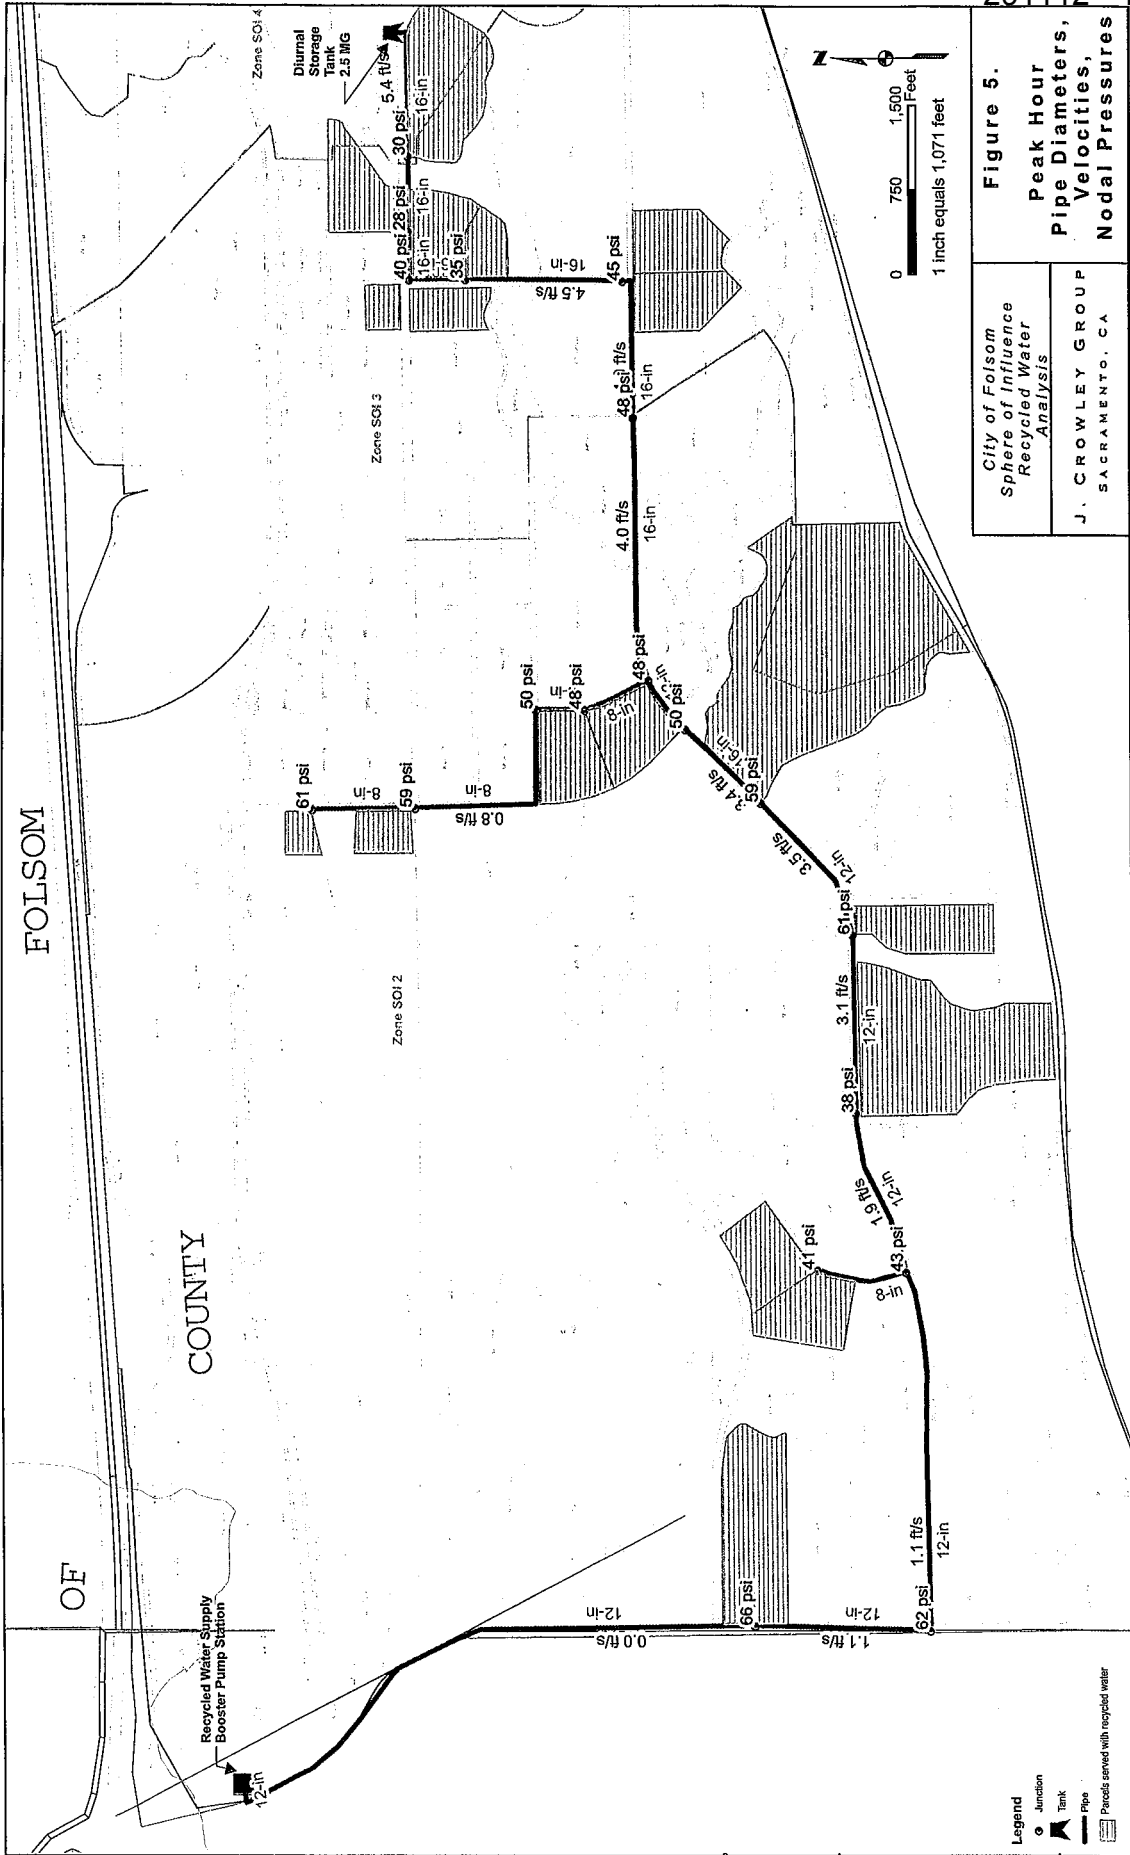 FOLSOM
OF
COUNTY
Zone SOI 4
Diurnal
Storage
Tank
2.5 MG
5.4 ft/s
16-in
30 psi
16-in
28 psi
40 psi
16-in
35 psi
4.5 ft/s
16-in
45 psi
ft/s
48 psi
16-in
4.0 ft/s
16-in
Zone SOI 3
48 psi
12-in
50 psi
8-in
48 psi
8-in
50 psi
8-in
0.8 ft/s
59 psi
8-in
61 psi
16-in
3.4 ft/s
59 psi
3.5 ft/s
12-in
61 psi
3.1 ft/s
12-in
38 psi
Zone SOI 2
1.9 ft/s
12-in
43 psi
8-in
41 psi
1.1 ft/s
12-in
62 psi
12-in
1.1 ft/s
66 psi
12-in
0.0 ft/s
Recycled Water Supply
Booster Pump Station
12-in
Legend
Junction
Tank
Pipe
Parcels served with recycled water
N
0 750 1,500
Feet
1 inch equals 1,071 feet
City of Folsom
Sphere of Influence
Recycled Water
Analysis
J. CROWLEY GROUP
SACRAMENTO, CA
Figure 5.
Peak Hour
Pipe Diameters,
Velocities,
Nodal Pressures